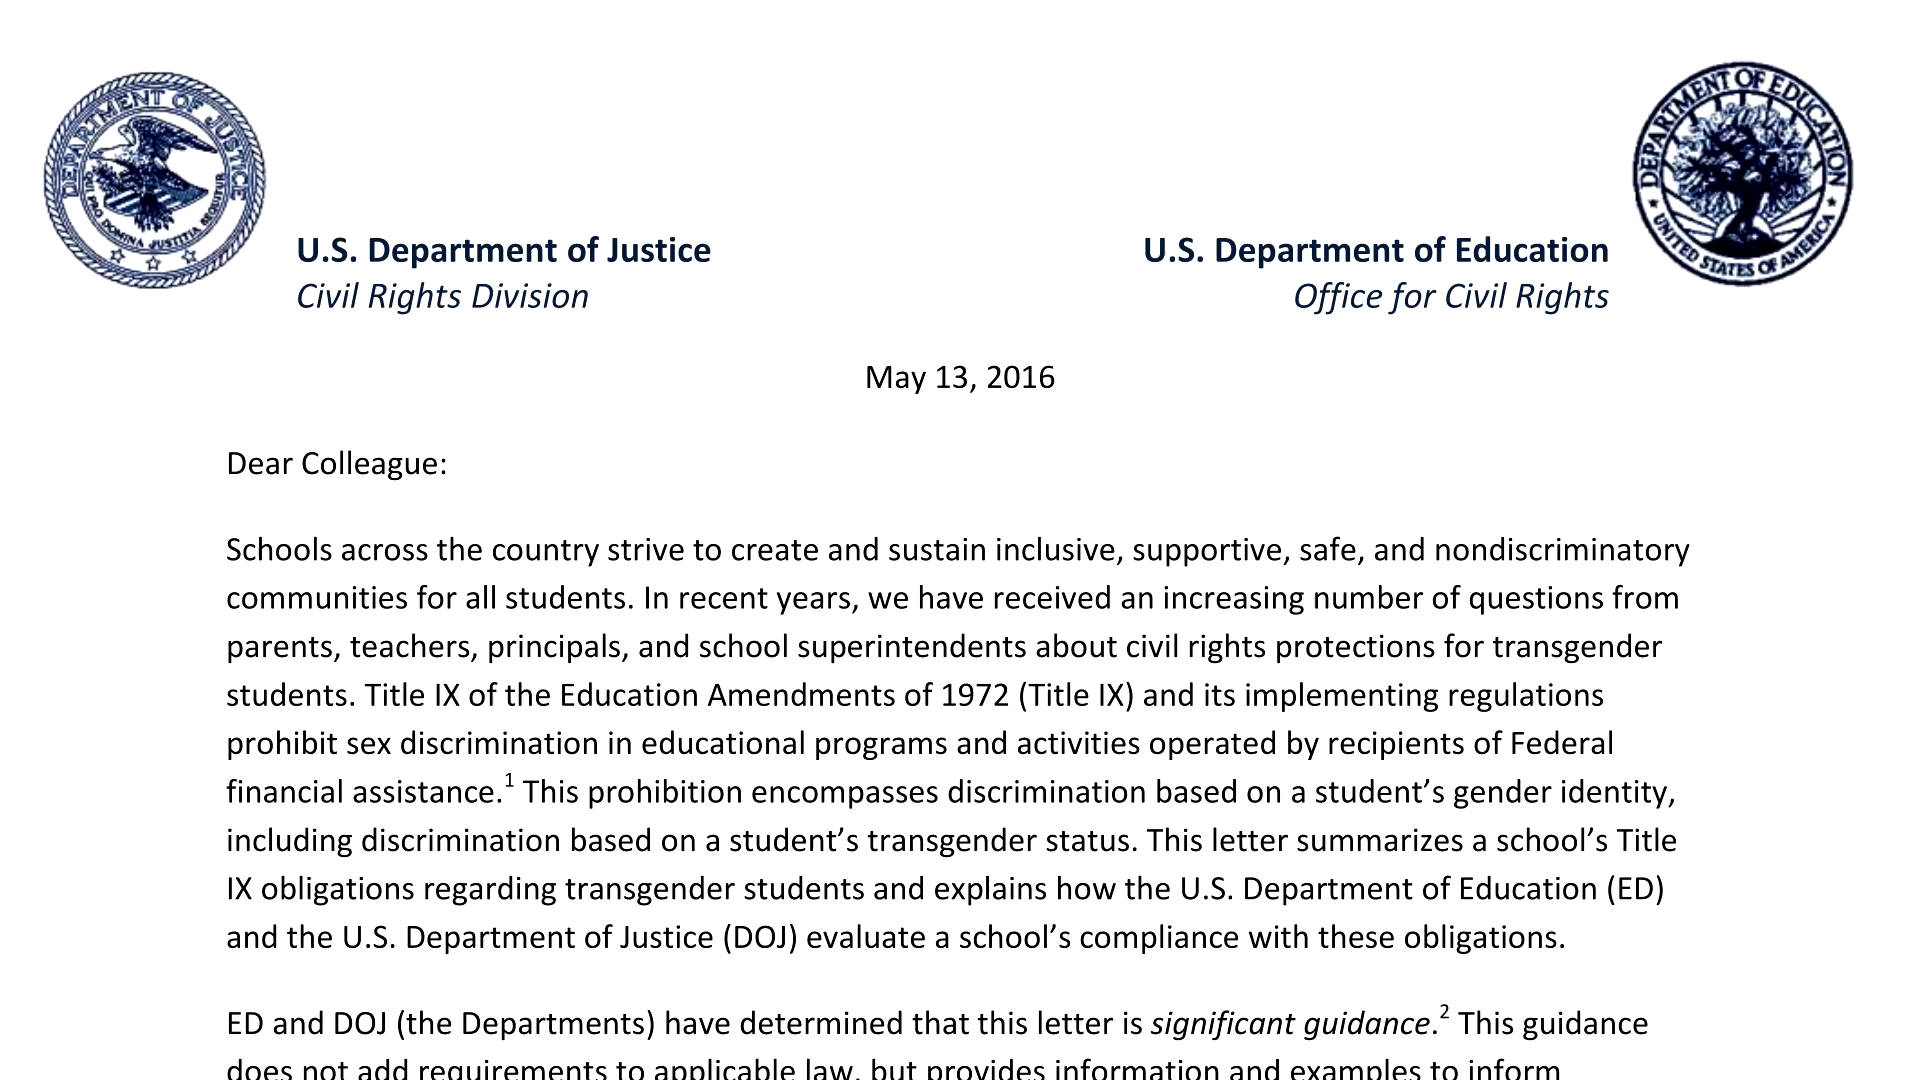 DEPARTMENT OF JUSTICE
QUI PRO DOMINA JUSTITIA SEQUITUR
DEPARTMENT OF EDUCATION
UNITED STATES OF AMERICA
U.S. Department of Justice
Civil Rights Division
U.S. Department of Education
Office for Civil Rights
May 13, 2016
Dear Colleague:
Schools across the country strive to create and sustain inclusive, supportive, safe, and nondiscriminatory
communities for all students. In recent years, we have received an increasing number of questions from
parents, teachers, principals, and school superintendents about civil rights protections for transgender
students. Title IX of the Education Amendments of 1972 (Title IX) and its implementing regulations
prohibit sex discrimination in educational programs and activities operated by recipients of Federal
financial assistance.¹ This prohibition encompasses discrimination based on a student’s gender identity,
including discrimination based on a student’s transgender status. This letter summarizes a school’s Title
IX obligations regarding transgender students and explains how the U.S. Department of Education (ED)
and the U.S. Department of Justice (DOJ) evaluate a school’s compliance with these obligations.
ED and DOJ (the Departments) have determined that this letter is significant guidance.² This guidance
does not add requirements to applicable law, but provides information and examples to inform